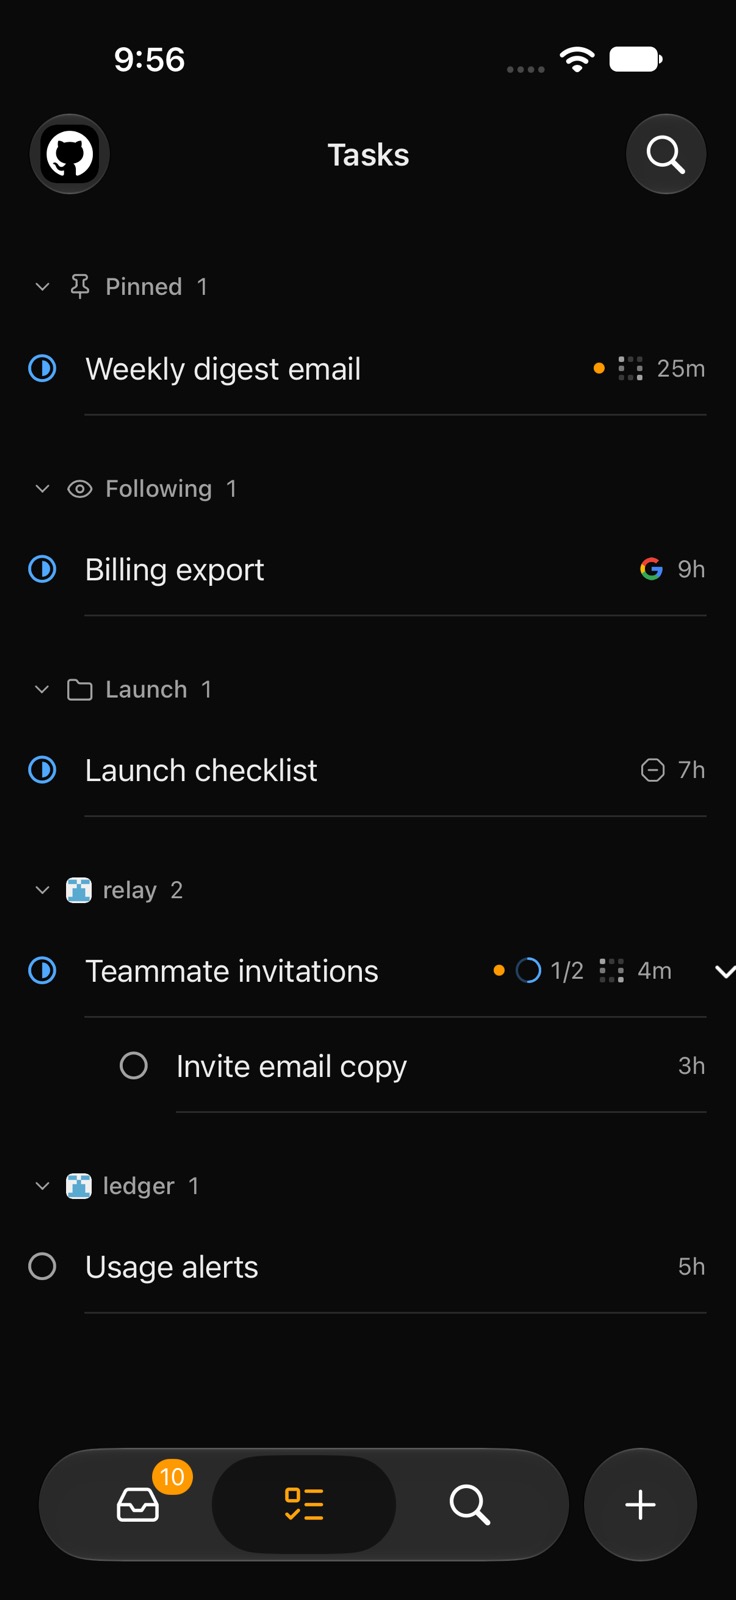 9:56
Tasks
Pinned 1
Weekly digest email 25m
Following 1
Billing export 9h
Launch 1
Launch checklist 7h
relay 2
Teammate invitations 1/2 4m
Invite email copy 3h
ledger 1
Usage alerts 5h
10